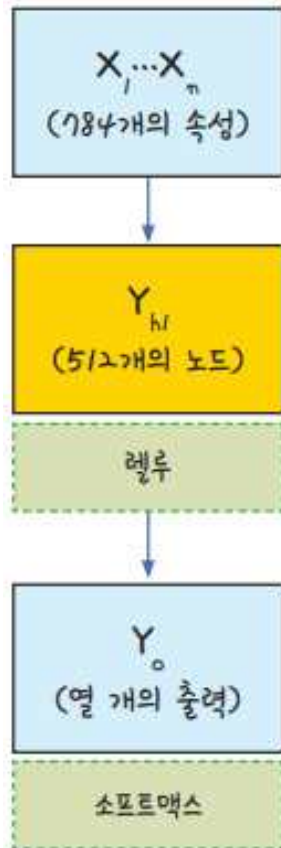 X₁…Xₙ
(784개의 속성)
Y h1
(512개의 노드)
렐루
Yₒ
(열 개의 출력)
소프트맥스